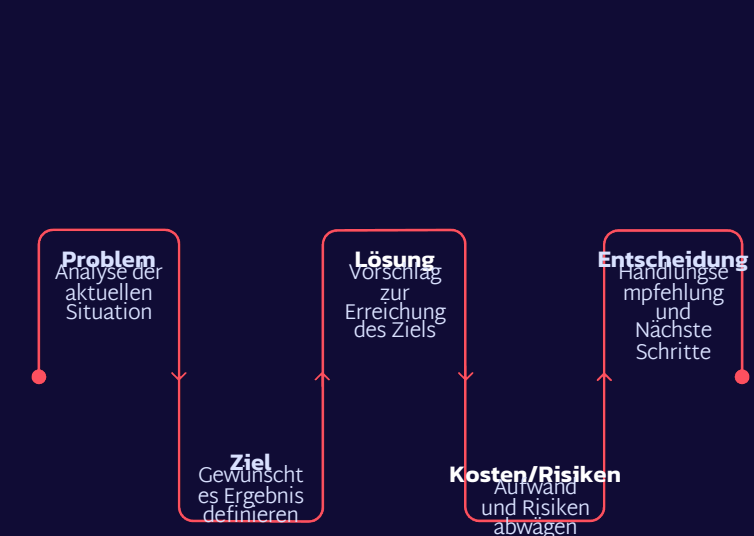 Problem
Analyse der
aktuellen
Situation
Ziel
Gewünscht
es Ergebnis
definieren
Lösung
Vorschlag
zur
Erreichung
des Ziels
Kosten/Risiken
Aufwand
und Risiken
abwägen
Entscheidung
Handlungse
mpfehlung
und
Nächste
Schritte